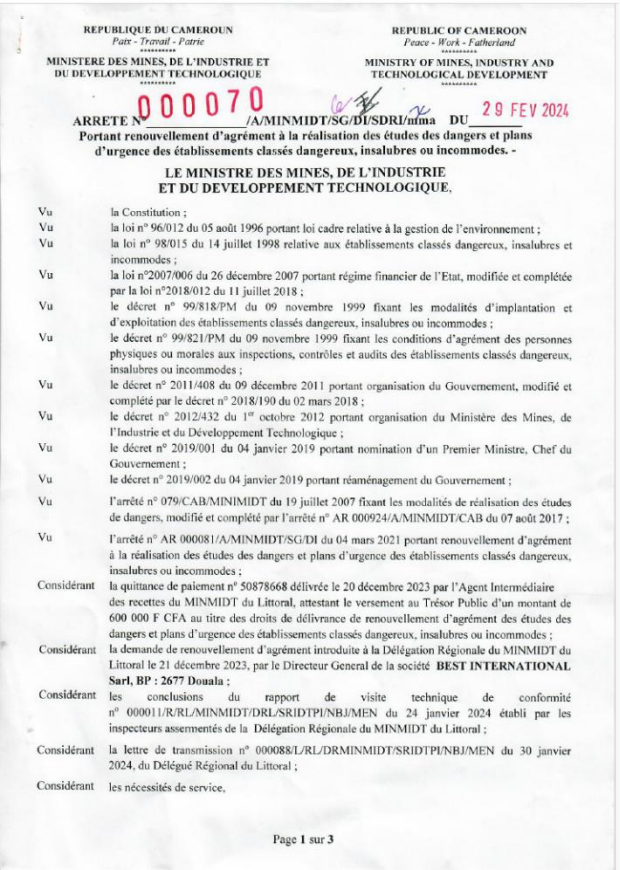 REPUBLIQUE DU CAMEROUN
Paix - Travail - Patrie
**********
MINISTERE DES MINES, DE L'INDUSTRIE ET
DU DEVELOPPEMENT TECHNOLOGIQUE
**********
REPUBLIC OF CAMEROON
Peace - Work - Fatherland
**********
MINISTRY OF MINES, INDUSTRY AND
TECHNOLOGICAL DEVELOPMENT
**********
ARRETE N° 000070 /A/MINMIDT/SG/DI/SDRI/mma DU 29 FEV 2024
Portant renouvellement d'agrément à la réalisation des études des dangers et plans
d'urgence des établissements classés dangereux, insalubres ou incommodes. -
LE MINISTRE DES MINES, DE L'INDUSTRIE
ET DU DEVELOPPEMENT TECHNOLOGIQUE,
Vu la Constitution ;
Vu la loi n° 96/012 du 05 août 1996 portant loi cadre relative à la gestion de l'environnement ;
Vu la loi n° 98/015 du 14 juillet 1998 relative aux établissements classés dangereux, insalubres et
incommodes ;
Vu la loi n°2007/006 du 26 décembre 2007 portant régime financier de l'Etat, modifiée et complétée
par la loi n°2018/012 du 11 juillet 2018 ;
Vu le décret n° 99/818/PM du 09 novembre 1999 fixant les modalités d'implantation et
d'exploitation des établissements classés dangereux, insalubres ou incommodes ;
Vu le décret n° 99/821/PM du 09 novembre 1999 fixant les conditions d'agrément des personnes
physiques ou morales aux inspections, contrôles et audits des établissements classés dangereux,
insalubres ou incommodes ;
Vu le décret n° 2011/408 du 09 décembre 2011 portant organisation du Gouvernement, modifié et
complété par le décret n° 2018/190 du 02 mars 2018 ;
Vu le décret n° 2012/432 du 1er octobre 2012 portant organisation du Ministère des Mines, de
l'Industrie et du Développement Technologique ;
Vu le décret n° 2019/001 du 04 janvier 2019 portant nomination d'un Premier Ministre, Chef du
Gouvernement ;
Vu le décret n° 2019/002 du 04 janvier 2019 portant réaménagement du Gouvernement ;
Vu l'arrêté n° 079/CAB/MINIMIDT du 19 juillet 2007 fixant les modalités de réalisation des études
de dangers, modifié et complété par l'arrêté n° AR 000924/A/MINMIDT/CAB du 07 août 2017 ;
Vu l'arrêté n° AR 000081/A/MINMIDT/SG/DI du 04 mars 2021 portant renouvellement d'agrément
à la réalisation des études des dangers et plans d'urgence des établissements classés dangereux,
insalubres ou incommodes ;
Considérant la quittance de paiement n° 50878668 délivrée le 20 décembre 2023 par l'Agent Intermédiaire
des recettes du MINMIDT du Littoral, attestant le versement au Trésor Public d'un montant de
600 000 F CFA au titre des droits de délivrance de renouvellement d'agrément des études des
dangers et plans d'urgence des établissements classés dangereux, insalubres ou incommodes ;
Considérant la demande de renouvellement d'agrément introduite à la Délégation Régionale du MINMIDT du
Littoral le 21 décembre 2023, par le Directeur General de la société BEST INTERNATIONAL
Sarl, BP : 2677 Douala ;
Considérant les conclusions du rapport de visite technique de conformité
n° 000011/R/RL/MINMIDT/DRL/SRIDTPI/NBJ/MEN du 24 janvier 2024 établi par les
inspecteurs assermentés de la Délégation Régionale du MINMIDT du Littoral ;
Considérant la lettre de transmission n° 000088/L/RL/DRMINMIDT/SRIDTPI/NBJ/MEN du 30 janvier
2024, du Délégué Régional du Littoral ;
Considérant les nécessités de service,
Page 1 sur 3